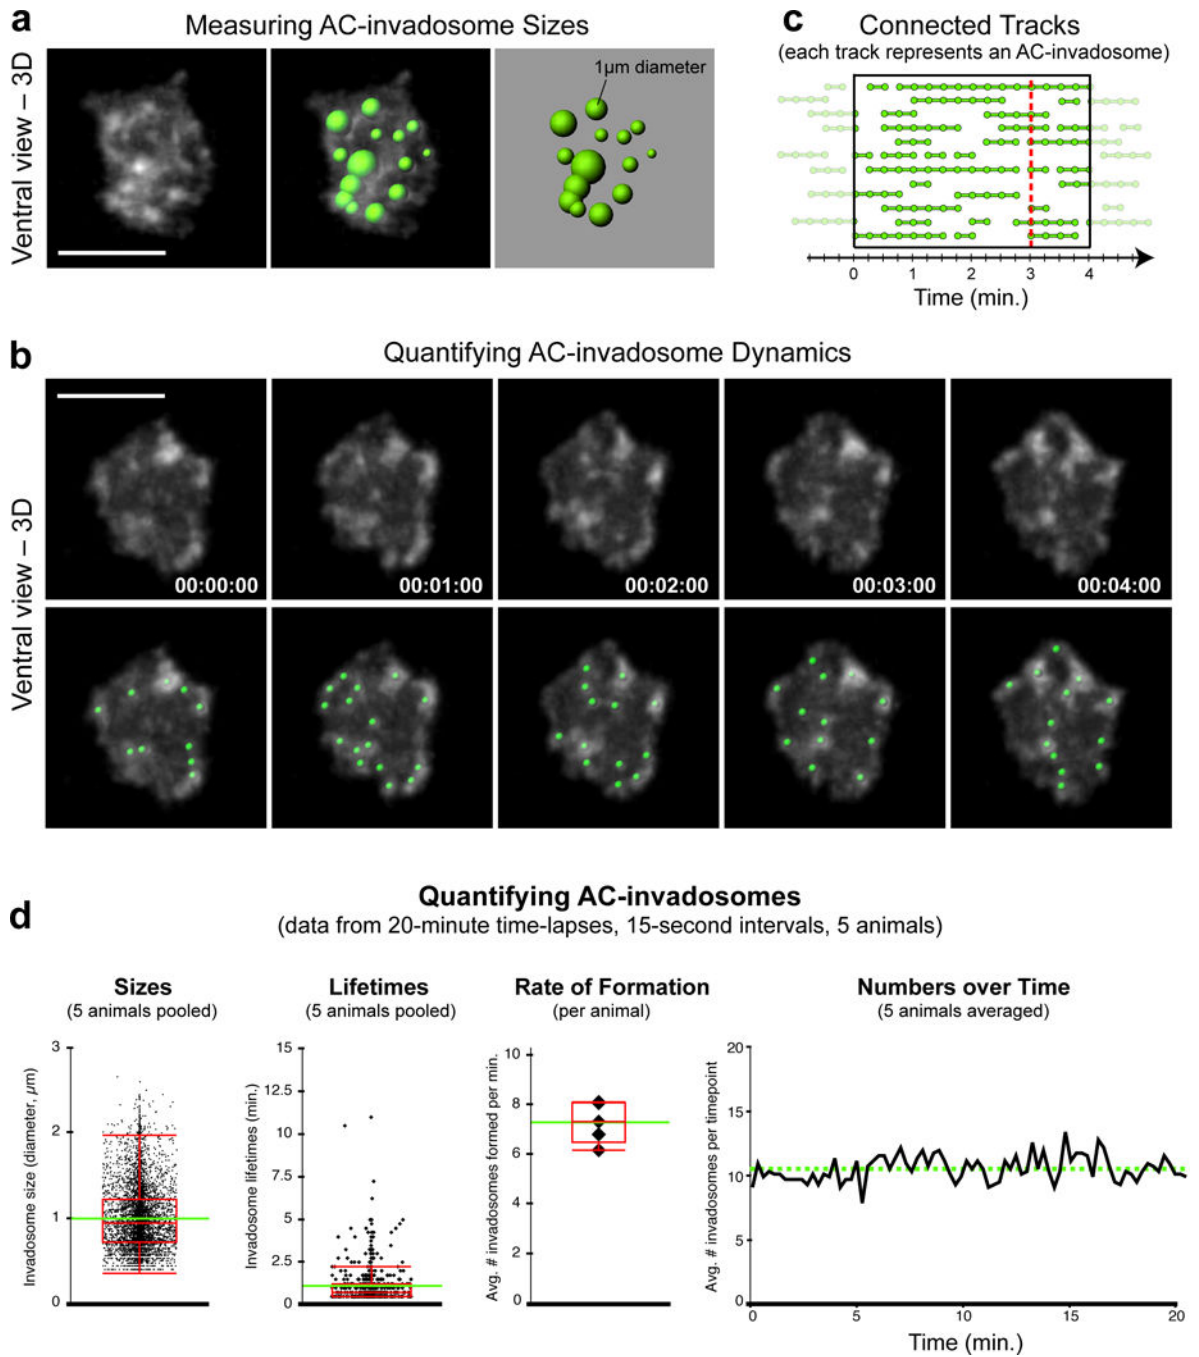 a
Measuring AC-invadosome Sizes
Ventral view – 3D
1µm diameter
c
Connected Tracks
(each track represents an AC-invadosome)
0 1 2 3 4
Time (min.)
b
Quantifying AC-invadosome Dynamics
Ventral view – 3D
00:00:00 00:01:00 00:02:00 00:03:00 00:04:00
Ventral view – 3D
d
Quantifying AC-invadosomes
(data from 20-minute time-lapses, 15-second intervals, 5 animals)
Sizes
(5 animals pooled)
Invadosome size (diameter, µm)
3
2
1
0
Lifetimes
(5 animals pooled)
Invadosome lifetimes (min.)
15
12.5
10
7.5
5
2.5
0
Rate of Formation
(per animal)
Avg. # invadosomes formed per min.
10
8
6
4
2
0
Numbers over Time
(5 animals averaged)
Avg. # invadosomes per timepoint
20
15
10
5
0
0 5 10 15 20
Time (min.)